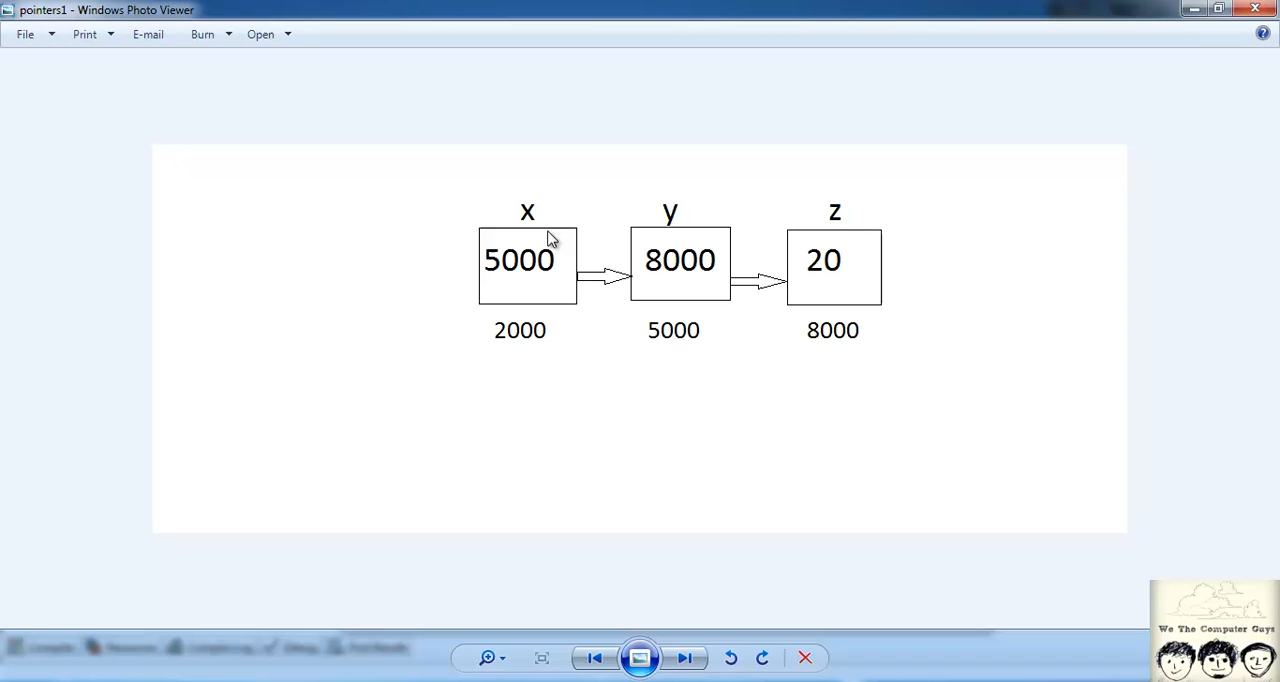 pointers1 - Windows Photo Viewer
File Print E-mail Burn Open
x y z
5000 8000 20
2000 5000 8000
We The Computer Guys